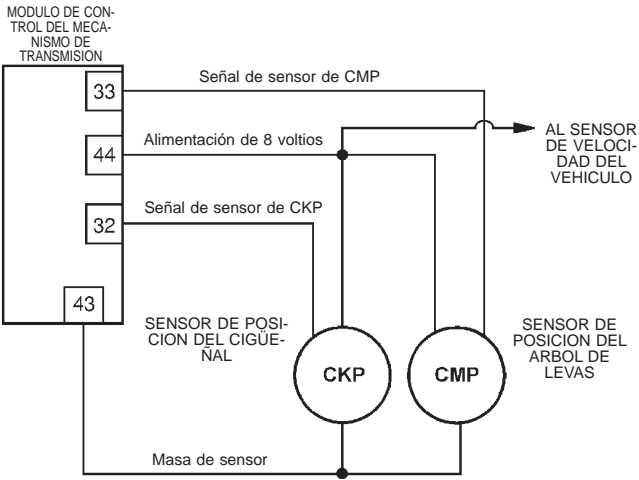 MODULO DE CON-
TROL DEL MECA-
NISMO DE
TRANSMISION
33
Señal de sensor de CMP
44
Alimentación de 8 voltios
AL SENSOR
DE VELOCI-
DAD DEL
VEHICULO
32
Señal de sensor de CKP
43
SENSOR DE POSI-
CION DEL CIGÜE-
ÑAL
SENSOR DE
POSICION DEL
ARBOL DE
LEVAS
CKP
CMP
Masa de sensor